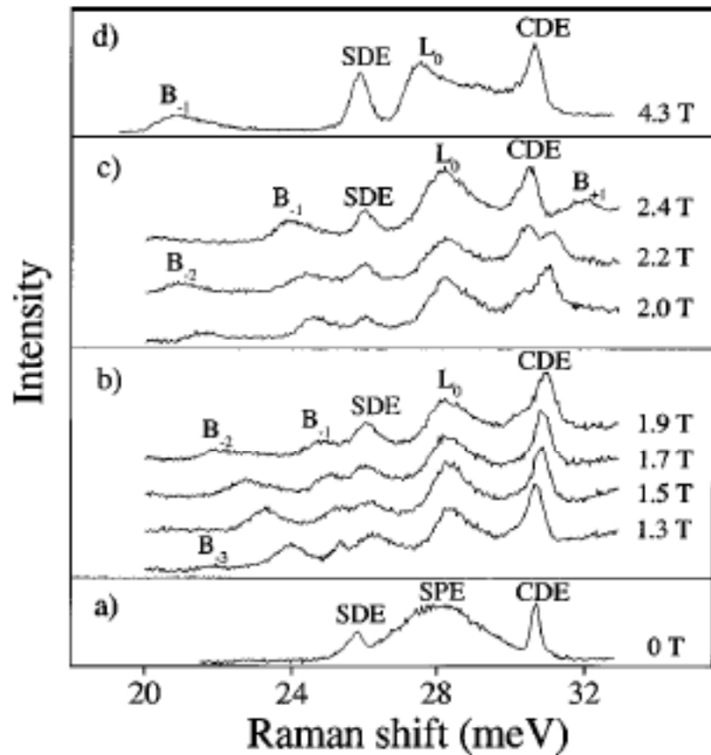 d)
SDE L₀ CDE
B₋₁
4.3 T
c)
L₀ CDE
B₋₁ SDE B₊₁
2.4 T
B₋₂
2.2 T
2.0 T
b)
CDE
L₀
SDE
B₋₂ B₋₁
1.9 T
1.7 T
1.5 T
1.3 T
B₋₃
a)
SPE CDE
SDE
0 T
20 24 28 32
Raman shift (meV)
Intensity